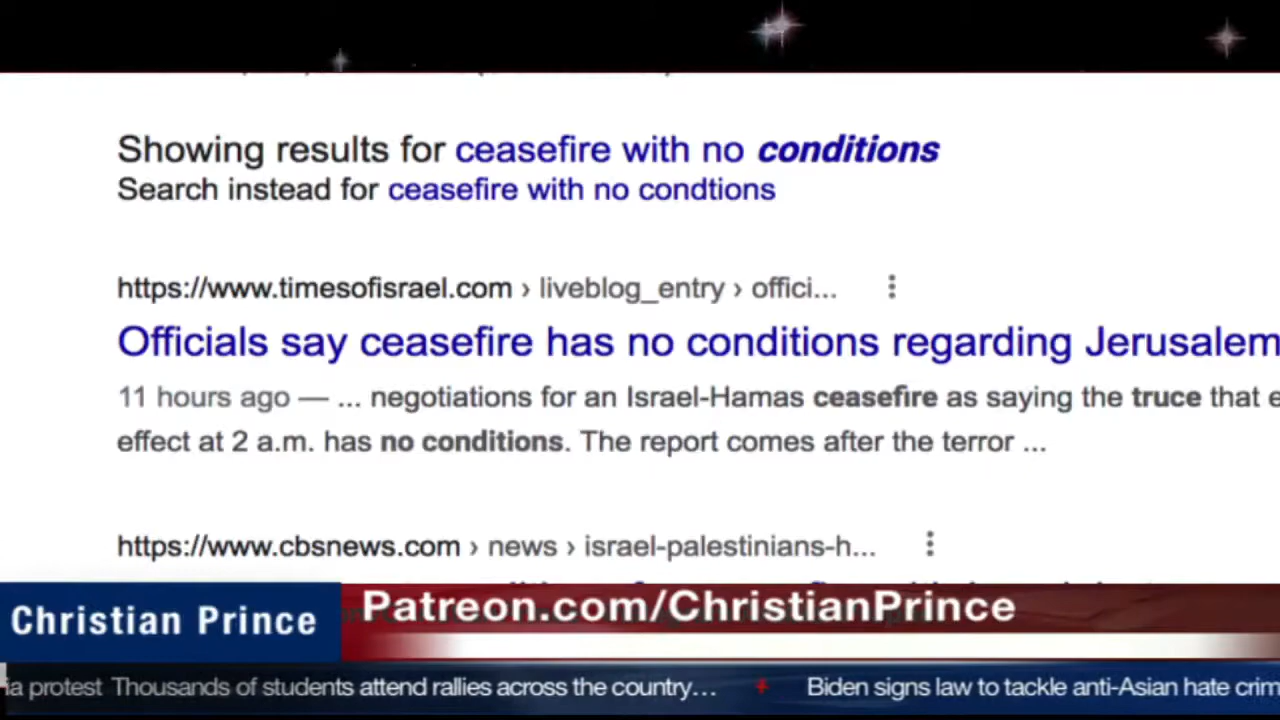 Showing results for ceasefire with no conditions
Search instead for ceasefire with no condtions
https://www.timesofisrael.com › liveblog_entry › offici...
Officials say ceasefire has no conditions regarding Jerusalem
11 hours ago — ... negotiations for an Israel-Hamas ceasefire as saying the truce that e
effect at 2 a.m. has no conditions. The report comes after the terror ...
https://www.cbsnews.com › news › israel-palestinians-h...
Christian Prince
Patreon.com/ChristianPrince
ia protest Thousands of students attend rallies across the country... + Biden signs law to tackle anti-Asian hate crim